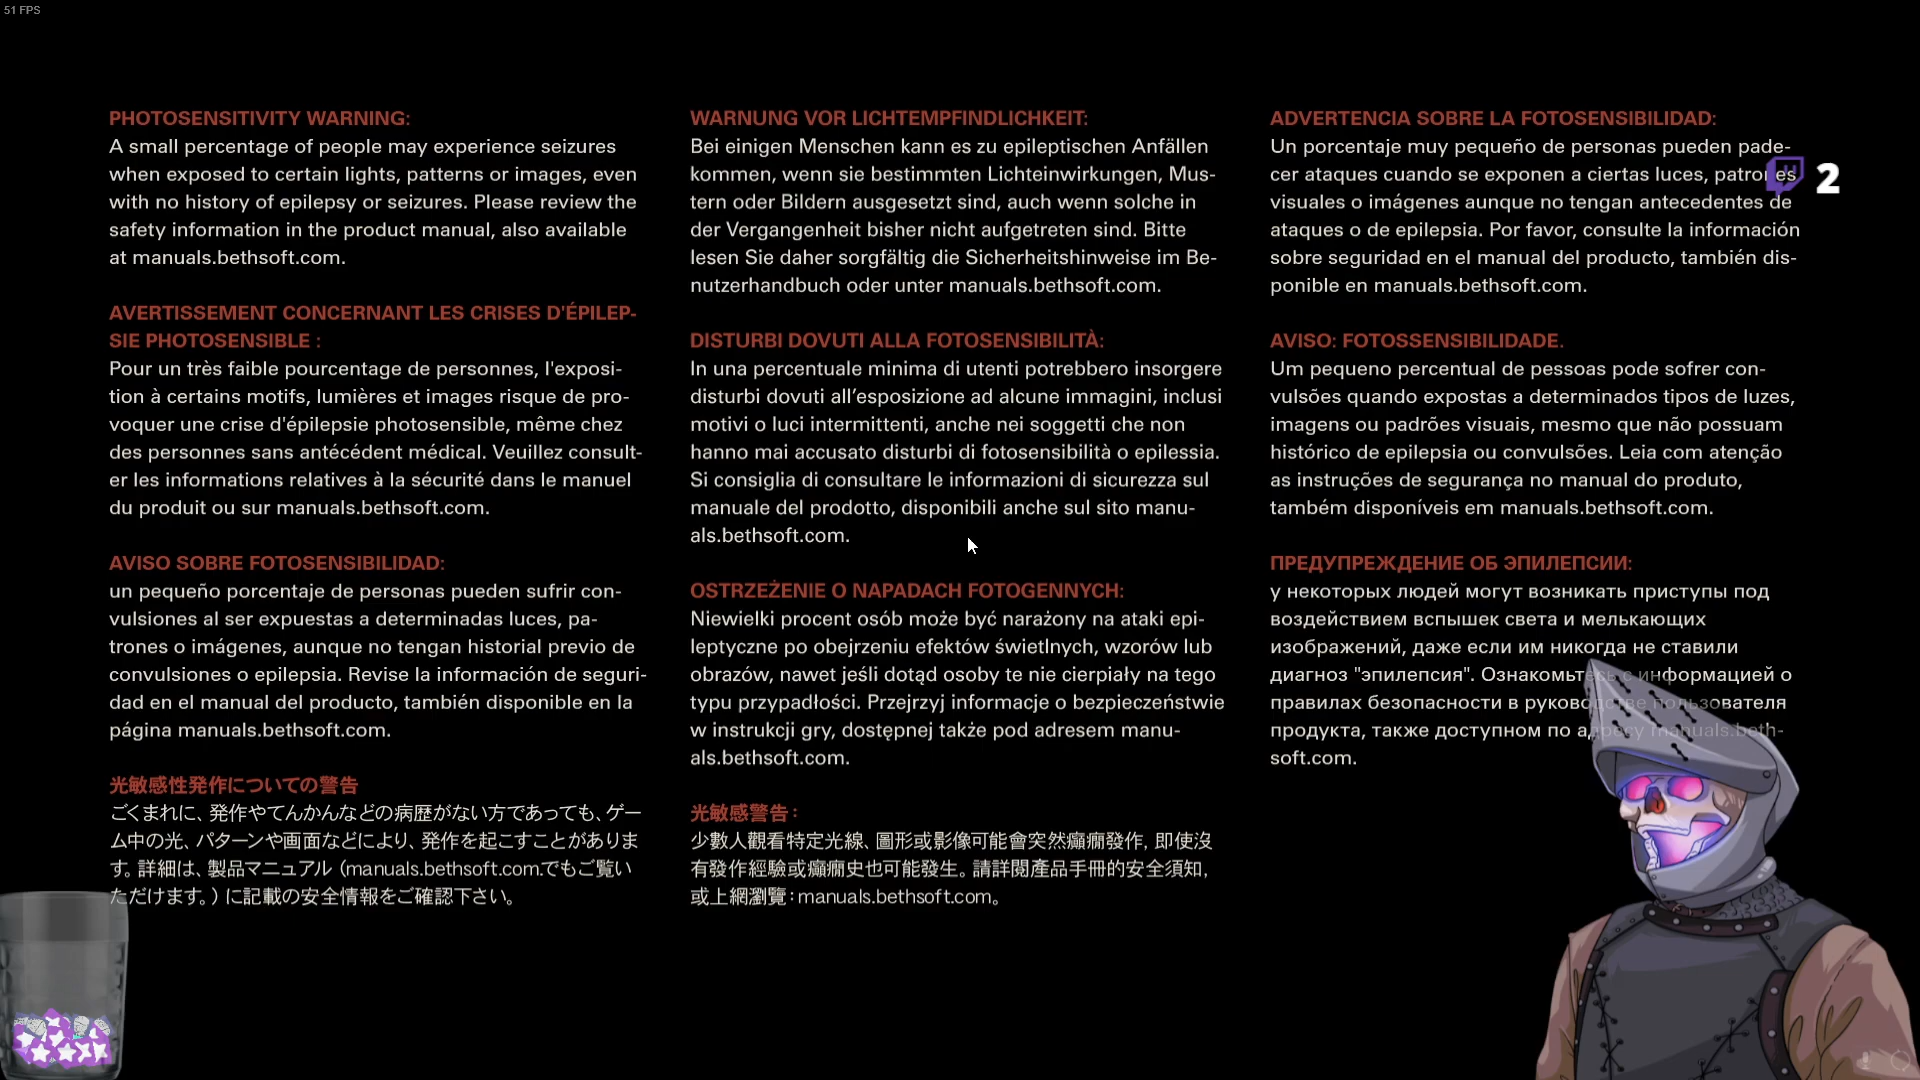 51 FPS
PHOTOSENSITIVITY WARNING:
A small percentage of people may experience seizures
when exposed to certain lights, patterns or images, even
with no history of epilepsy or seizures. Please review the
safety information in the product manual, also available
at manuals.bethsoft.com.
AVERTISSEMENT CONCERNANT LES CRISES D'ÉPILEP-
SIE PHOTOSENSIBLE :
Pour un très faible pourcentage de personnes, l'exposi-
tion à certains motifs, lumières et images risque de pro-
voquer une crise d'épilepsie photosensible, même chez
des personnes sans antécédent médical. Veuillez consult-
er les informations relatives à la sécurité dans le manuel
du produit ou sur manuals.bethsoft.com.
AVISO SOBRE FOTOSENSIBILIDAD:
un pequeño porcentaje de personas pueden sufrir con-
vulsiones al ser expuestas a determinadas luces, pa-
trones o imágenes, aunque no tengan historial previo de
convulsiones o epilepsia. Revise la información de seguri-
dad en el manual del producto, también disponible en la
página manuals.bethsoft.com.
光敏感性発作についての警告
ごくまれに、発作やてんかんなどの病歴がない方であっても、ゲー
ム中の光、パターンや画面などにより、発作を起こすことがありま
す。詳細は、製品マニュアル（manuals.bethsoft.com.でもご覧い
ただけます。）に記載の安全情報をご確認下さい。
WARNUNG VOR LICHTEMPFINDLICHKEIT:
Bei einigen Menschen kann es zu epileptischen Anfällen
kommen, wenn sie bestimmten Lichteinwirkungen, Mus-
tern oder Bildern ausgesetzt sind, auch wenn solche in
der Vergangenheit bisher nicht aufgetreten sind. Bitte
lesen Sie daher sorgfältig die Sicherheitshinweise im Be-
nutzerhandbuch oder unter manuals.bethsoft.com.
DISTURBI DOVUTI ALLA FOTOSENSIBILITÀ:
In una percentuale minima di utenti potrebbero insorgere
disturbi dovuti all’esposizione ad alcune immagini, inclusi
motivi o luci intermittenti, anche nei soggetti che non
hanno mai accusato disturbi di fotosensibilità o epilessia.
Si consiglia di consultare le informazioni di sicurezza sul
manuale del prodotto, disponibili anche sul sito manu-
als.bethsoft.com.
OSTRZEŻENIE O NAPADACH FOTOGENNYCH:
Niewielki procent osób może być narażony na ataki epi-
leptyczne po obejrzeniu efektów świetlnych, wzorów lub
obrazów, nawet jeśli dotąd osoby te nie cierpiały na tego
typu przypadłości. Przejrzyj informacje o bezpieczeństwie
w instrukcji gry, dostępnej także pod adresem manu-
als.bethsoft.com.
光敏感警告：
少數人觀看特定光線、圖形或影像可能會突然癲癇發作，即使沒
有發作經驗或癲癇史也可能發生。請詳閱產品手冊的安全須知，
或上網瀏覽：manuals.bethsoft.com。
ADVERTENCIA SOBRE LA FOTOSENSIBILIDAD:
Un porcentaje muy pequeño de personas pueden pade-
cer ataques cuando se exponen a ciertas luces, patrones
visuales o imágenes aunque no tengan antecedentes de
ataques o de epilepsia. Por favor, consulte la información
sobre seguridad en el manual del producto, también dis-
ponible en manuals.bethsoft.com.
2
AVISO: FOTOSSENSIBILIDADE.
Um pequeno percentual de pessoas pode sofrer con-
vulsões quando expostas a determinados tipos de luzes,
imagens ou padrões visuais, mesmo que não possuam
histórico de epilepsia ou convulsões. Leia com atenção
as instruções de segurança no manual do produto,
também disponíveis em manuals.bethsoft.com.
ПРЕДУПРЕЖДЕНИЕ ОБ ЭПИЛЕПСИИ:
у некоторых людей могут возникать приступы под
воздействием вспышек света и мелькающих
изображений, даже если им никогда не ставили
диагноз "эпилепсия". Ознакомьтесь с информацией о
правилах безопасности в руководстве пользователя
продукта, также доступном по адресу manuals.beth-
soft.com.